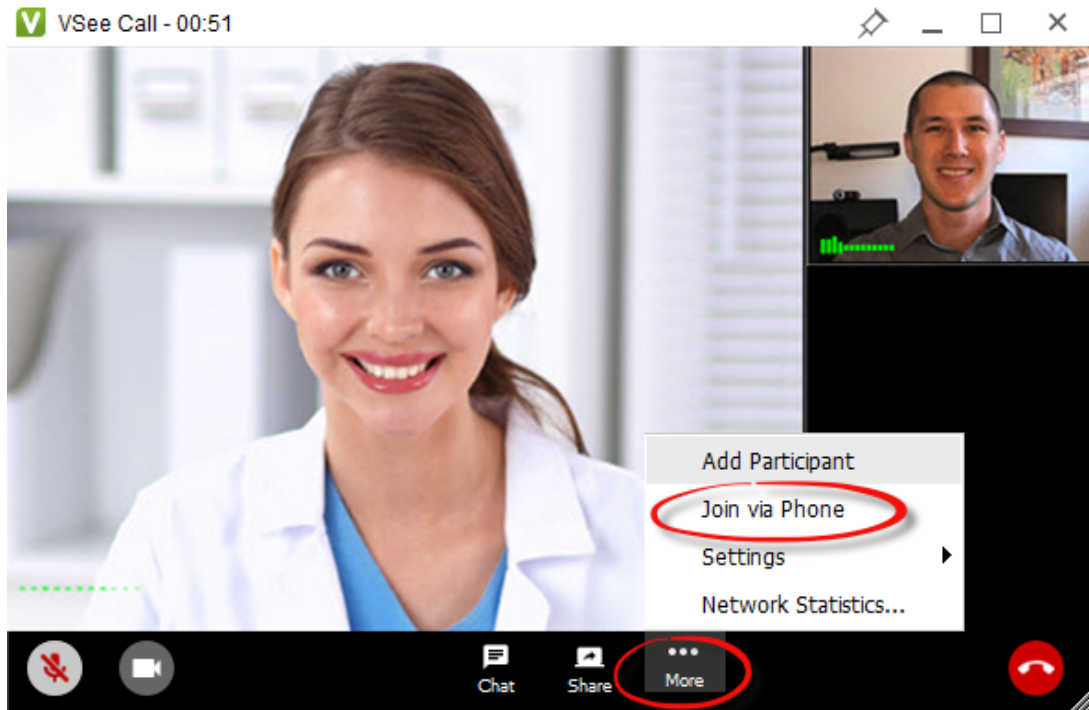 V VSee Call - 00:51
Add Participant
Join via Phone
Settings
Network Statistics...
Chat
Share
More